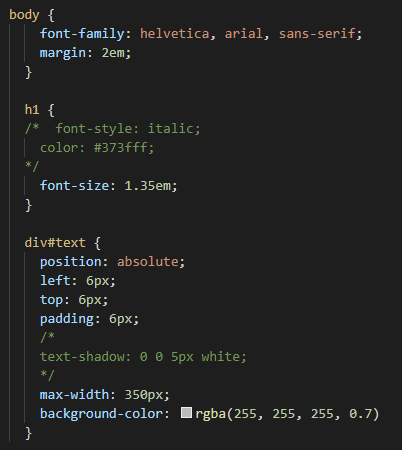 body {
    font-family: helvetica, arial, sans-serif;
    margin: 2em;
  }

  h1 {
  /*  font-style: italic;
    color: #373fff;
  */
    font-size: 1.35em;
  }

  div#text {
    position: absolute;
    left: 6px;
    top: 6px;
    padding: 6px;
    /*
    text-shadow: 0 0 5px white;
    */
    max-width: 350px;
    background-color: rgba(255, 255, 255, 0.7)
  }